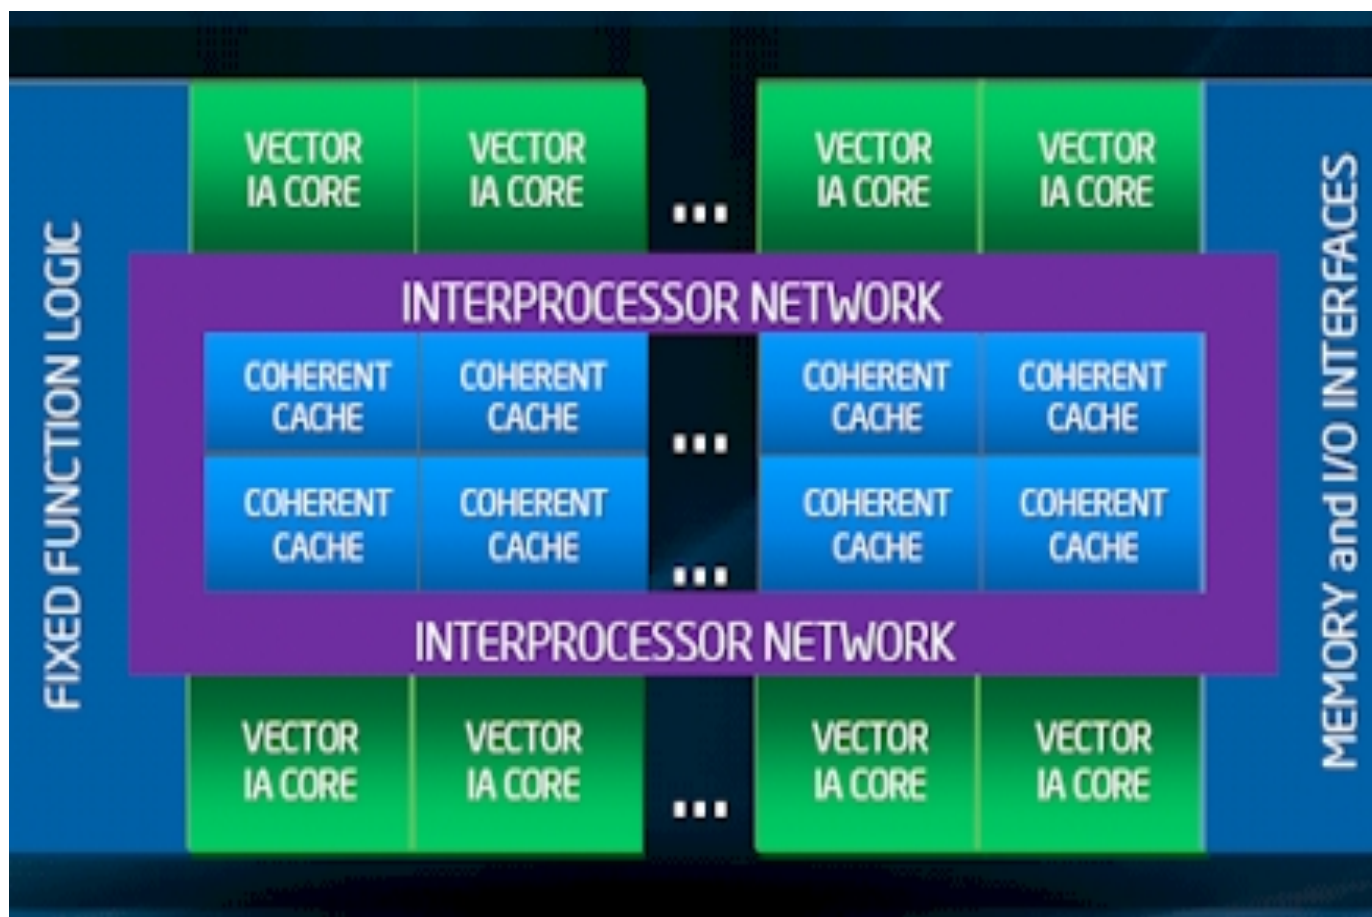 FIXED FUNCTION LOGIC
VECTOR
IA CORE
VECTOR
IA CORE
...
VECTOR
IA CORE
VECTOR
IA CORE
INTERPROCESSOR NETWORK
COHERENT
CACHE
COHERENT
CACHE
...
COHERENT
CACHE
COHERENT
CACHE
COHERENT
CACHE
COHERENT
CACHE
...
COHERENT
CACHE
COHERENT
CACHE
INTERPROCESSOR NETWORK
VECTOR
IA CORE
VECTOR
IA CORE
...
VECTOR
IA CORE
VECTOR
IA CORE
MEMORY and I/O INTERFACES